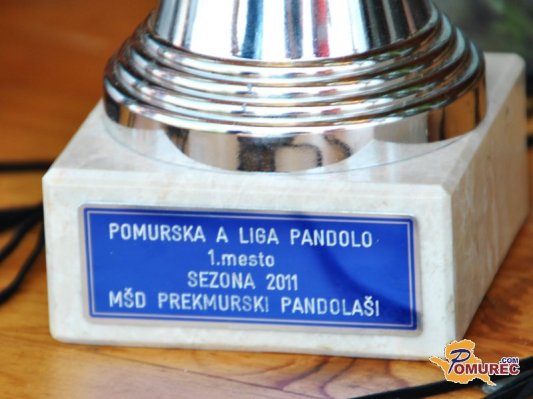 POMURSKA A LIGA PANDOLO
1.mesto
SEZONA 2011
MŠD PREKMURSKI PANDOLAŠI
POMUREC.COM